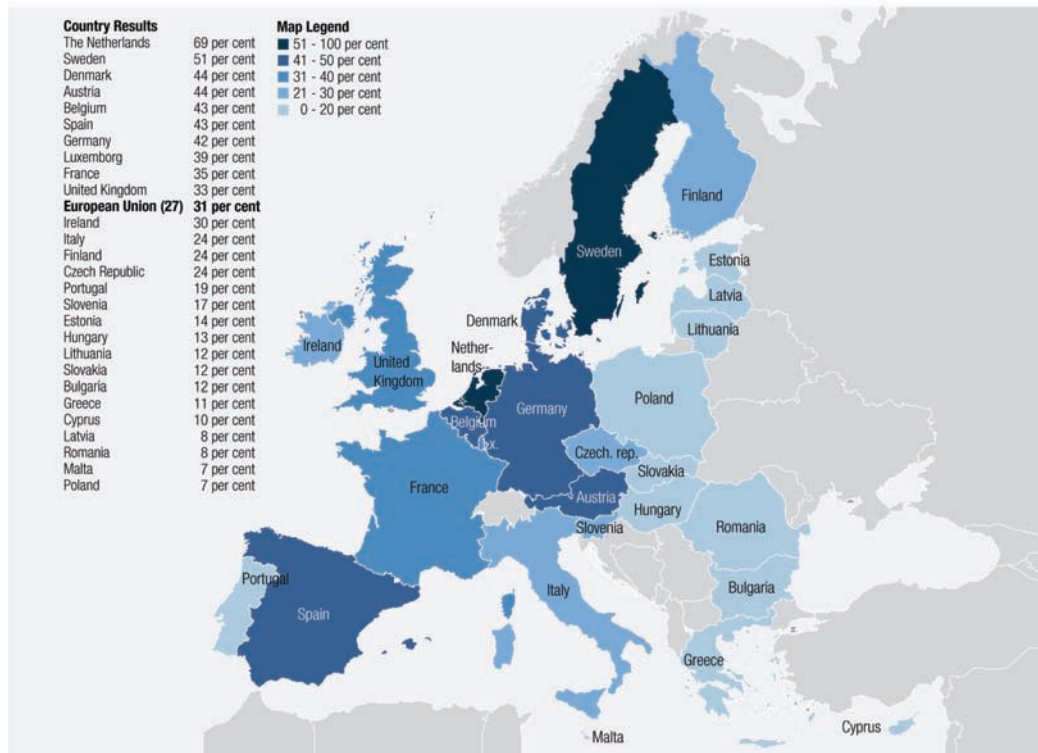 Country Results
The Netherlands 69 per cent
Sweden 51 per cent
Denmark 44 per cent
Austria 44 per cent
Belgium 43 per cent
Spain 43 per cent
Germany 42 per cent
Luxemborg 39 per cent
France 35 per cent
United Kingdom 33 per cent
European Union (27) 31 per cent
Ireland 30 per cent
Italy 24 per cent
Finland 24 per cent
Czech Republic 24 per cent
Portugal 19 per cent
Slovenia 17 per cent
Estonia 14 per cent
Hungary 13 per cent
Lithuania 12 per cent
Slovakia 12 per cent
Bulgaria 12 per cent
Greece 11 per cent
Cyprus 10 per cent
Latvia 8 per cent
Romania 8 per cent
Malta 7 per cent
Poland 7 per cent
Map Legend
51 - 100 per cent
41 - 50 per cent
31 - 40 per cent
21 - 30 per cent
0 - 20 per cent
Finland
Sweden
Estonia
Latvia
Lithuania
Denmark
Nether-
lands
Ireland
United
Kingdom
Poland
Germany
Belgium
Czech. rep.
Slovakia
France
Austria
Hungary
Slovenia
Romania
Portugal
Italy
Bulgaria
Spain
Greece
Malta
Cyprus